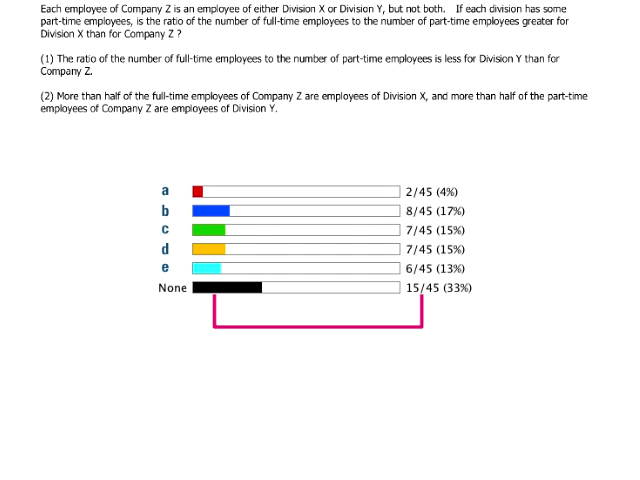 Each employee of Company Z is an employee of either Division X or Division Y, but not both. If each division has some
part-time employees, is the ratio of the number of full-time employees to the number of part-time employees greater for
Division X than for Company Z ?
(1) The ratio of the number of full-time employees to the number of part-time employees is less for Division Y than for
Company Z.
(2) More than half of the full-time employees of Company Z are employees of Division X, and more than half of the part-time
employees of Company Z are employees of Division Y.
a 2/45 (4%)
b 8/45 (17%)
c 7/45 (15%)
d 7/45 (15%)
e 6/45 (13%)
None 15/45 (33%)